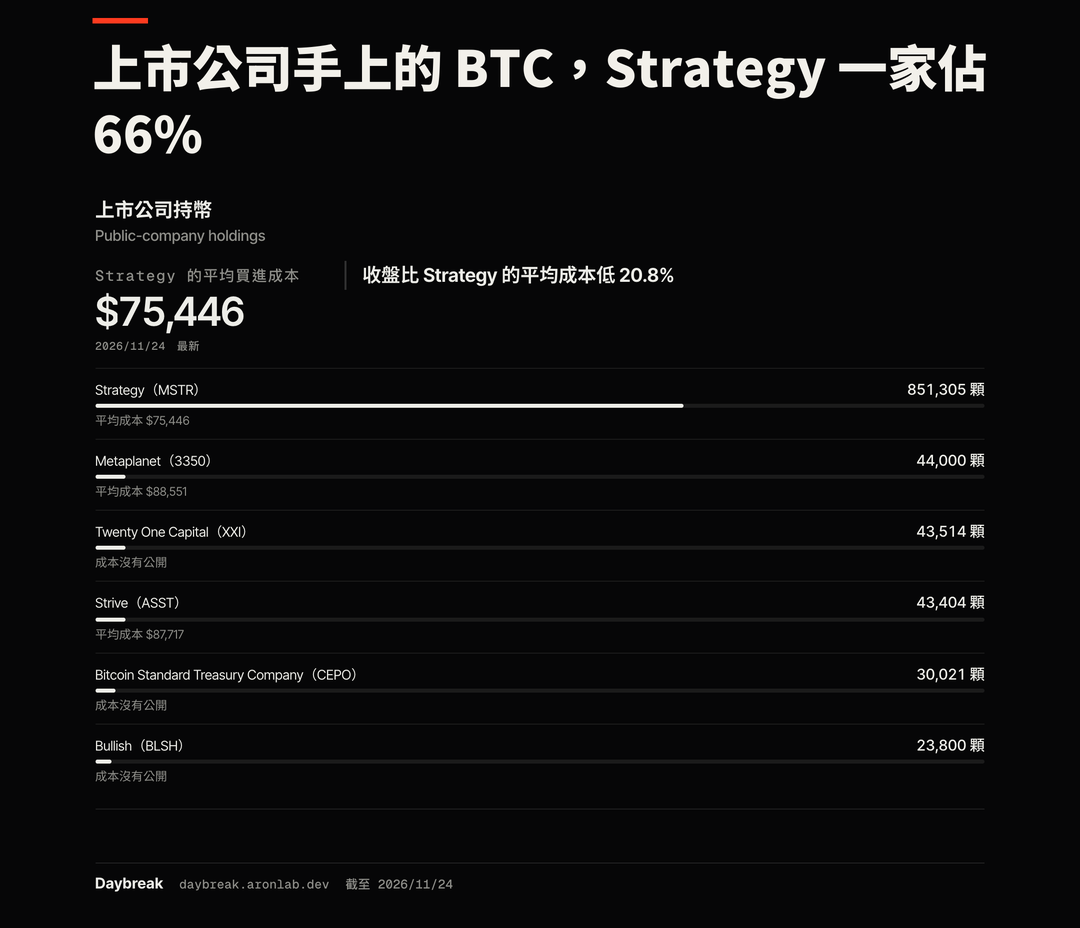 上市公司手上的 BTC，Strategy 一家佔
66%
上市公司持幣
Public-company holdings
Strategy 的平均買進成本
收盤比 Strategy 的平均成本低 20.8%
$75,446
2026/11/24 最新
Strategy（MSTR） 851,305 顆
平均成本 $75,446
Metaplanet（3350） 44,000 顆
平均成本 $88,551
Twenty One Capital（XXI） 43,514 顆
成本沒有公開
Strive（ASST） 43,404 顆
平均成本 $87,717
Bitcoin Standard Treasury Company（CEPO） 30,021 顆
成本沒有公開
Bullish（BLSH） 23,800 顆
成本沒有公開
Daybreak daybreak.aronlab.dev 截至 2026/11/24